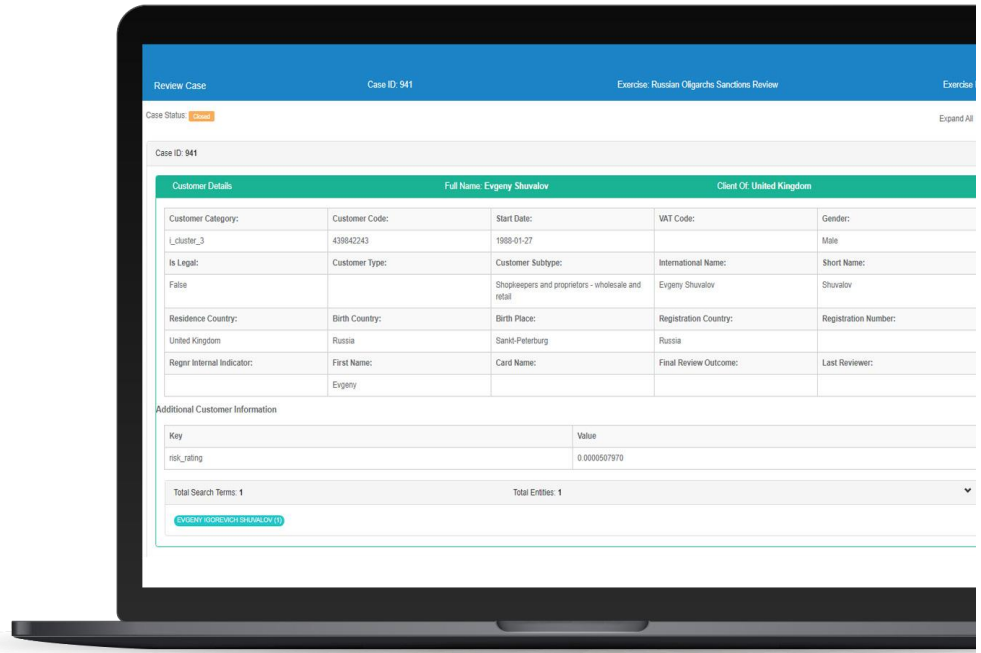 Review Case Case ID: 941 Exercise: Russian Oligarchs Sanctions Review Exercise
Case Status: Closed Expand All
Case ID: 941
Customer Details Full Name: Evgeny Shuvalov Client Of: United Kingdom
Customer Category: Customer Code: Start Date: VAT Code: Gender:
i_cluster_3 439842243 1988-01-27 Male
Is Legal: Customer Type: Customer Subtype: International Name: Short Name:
False Shopkeepers and proprietors - wholesale and Evgeny Shuvalov Shuvalov
retail
Residence Country: Birth Country: Birth Place: Registration Country: Registration Number:
United Kingdom Russia Sankt-Peterburg Russia
Regnr Internal Indicator: First Name: Card Name: Final Review Outcome: Last Reviewer:
Evgeny
Additional Customer Information
Key Value
risk_rating 0.0000507970
Total Search Terms: 1 Total Entities: 1
EVGENY IGOREVICH SHUVALOV (1)